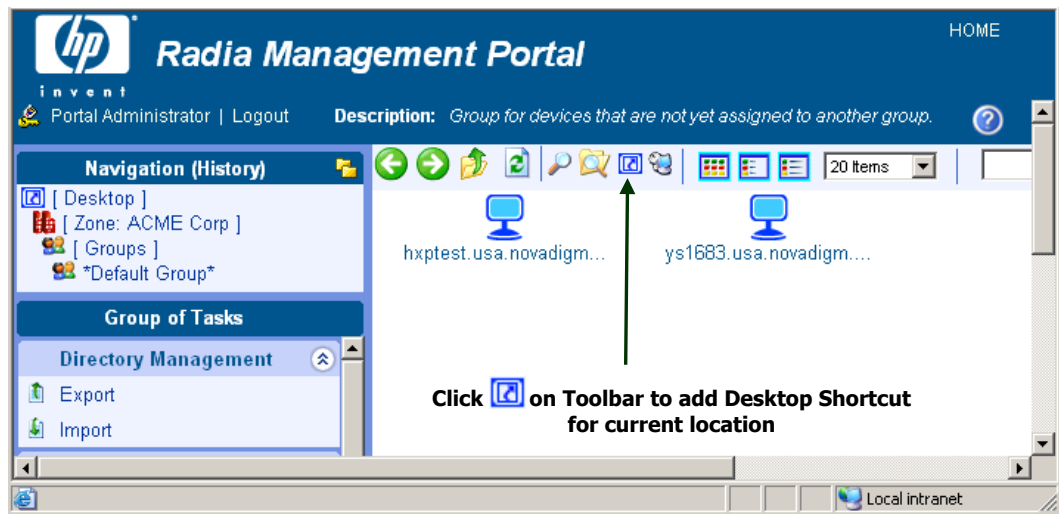 HOME
hp
Radia Management Portal
invent
Portal Administrator | Logout
Description: Group for devices that are not yet assigned to another group.
Navigation (History)
20 Items
[ Desktop ]
[ Zone: ACME Corp ]
[ Groups ]
*Default Group*
hxptest.usa.novadigm...
ys1683.usa.novadigm....
Group of Tasks
Directory Management
Export
Import
Click on Toolbar to add Desktop Shortcut
for current location
Local intranet